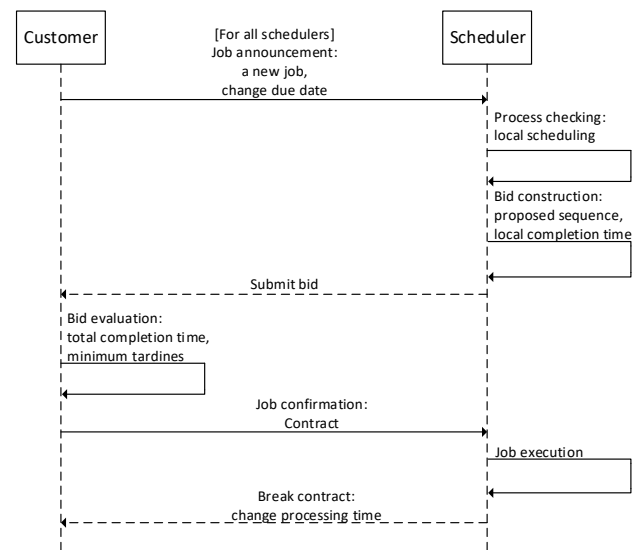 Customer
[For all schedulers]
Scheduler
Job announcement:
a new job,
change due date
Process checking:
local scheduling
Bid construction:
proposed sequence,
local completion time
Submit bid
Bid evaluation:
total completion time,
minimum tardines
Job confirmation:
Contract
Job execution
Break contract:
change processing time